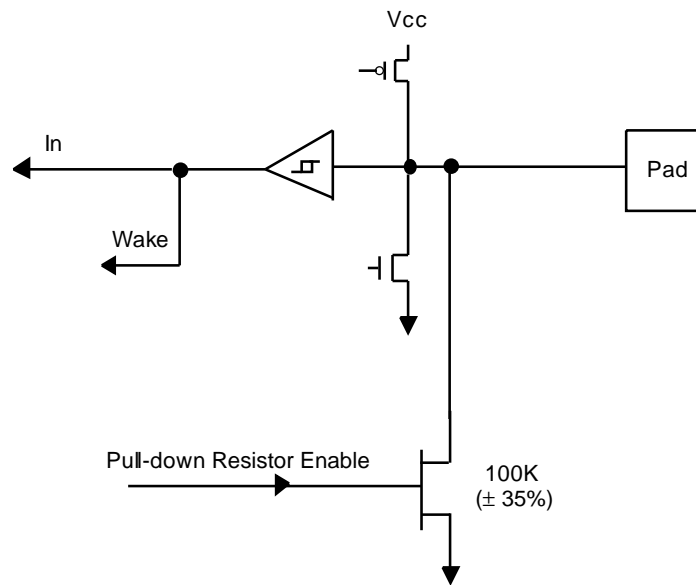 Vcc
In
Pad
Wake
Pull-down Resistor Enable
100K
(± 35%)